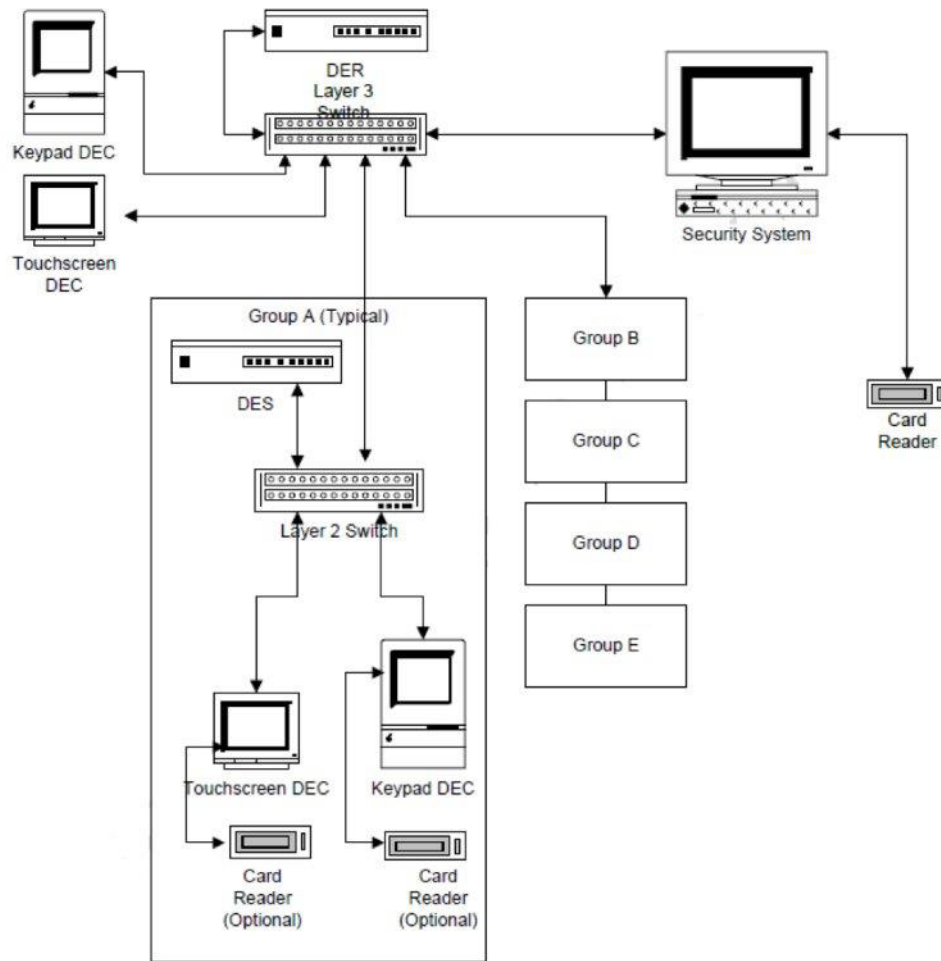 DER
Layer 3
Switch
Keypad DEC
Touchscreen
DEC
Security System
Card
Reader
Group A (Typical)
DES
Layer 2 Switch
Touchscreen DEC
Keypad DEC
Card
Reader
(Optional)
Card
Reader
(Optional)
Group B
Group C
Group D
Group E